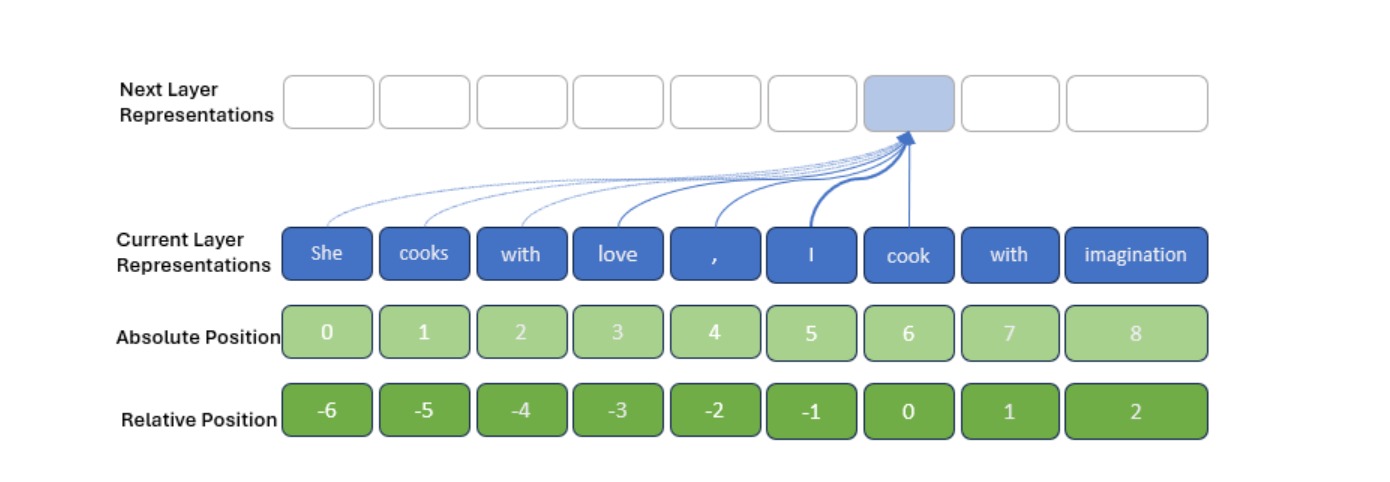 Next Layer
Representations
Current Layer
Representations
She cooks with love , I cook with imagination
Absolute Position 0 1 2 3 4 5 6 7 8
Relative Position -6 -5 -4 -3 -2 -1 0 1 2